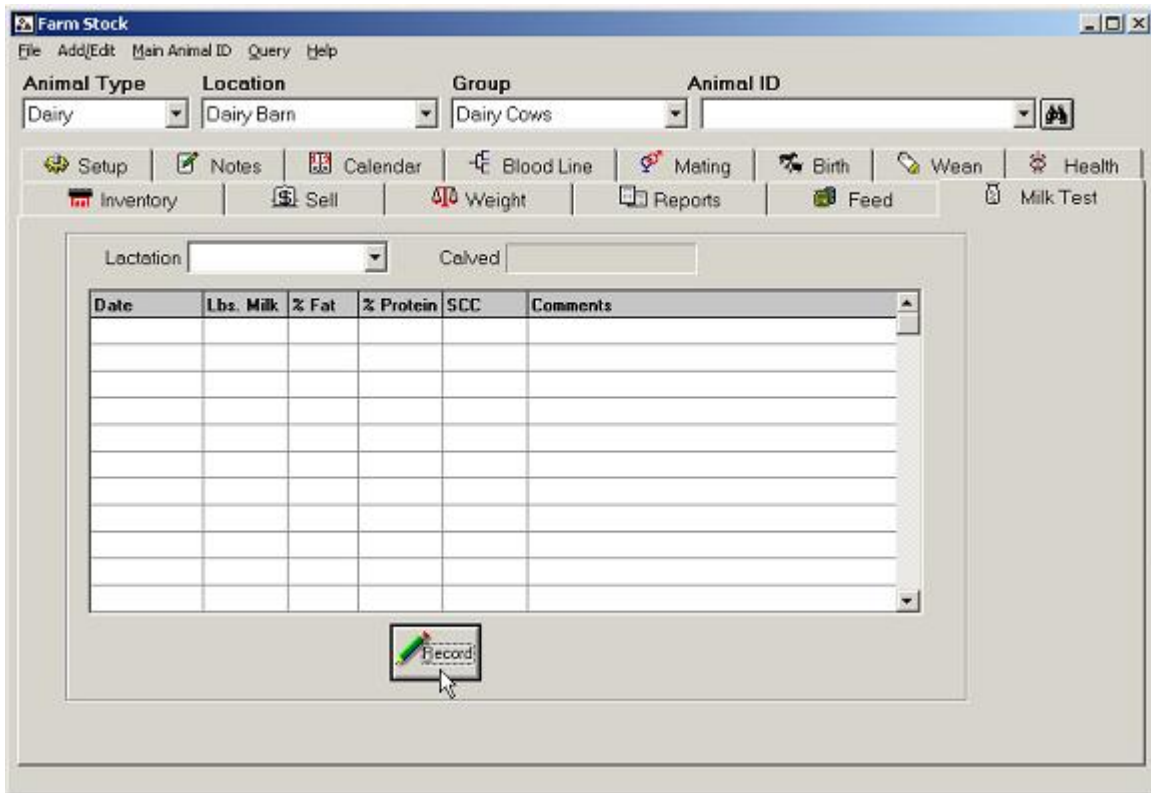 Farm Stock
File Add/Edit Main Animal ID Query Help
Animal Type Location Group Animal ID
Dairy Dairy Barn Dairy Cows
Setup Notes Calendar Blood Line Mating Birth Wean Health
Inventory Sell Weight Reports Feed Milk Test
Lactation Calved
Date Lbs. Milk % Fat % Protein SCC Comments
Record